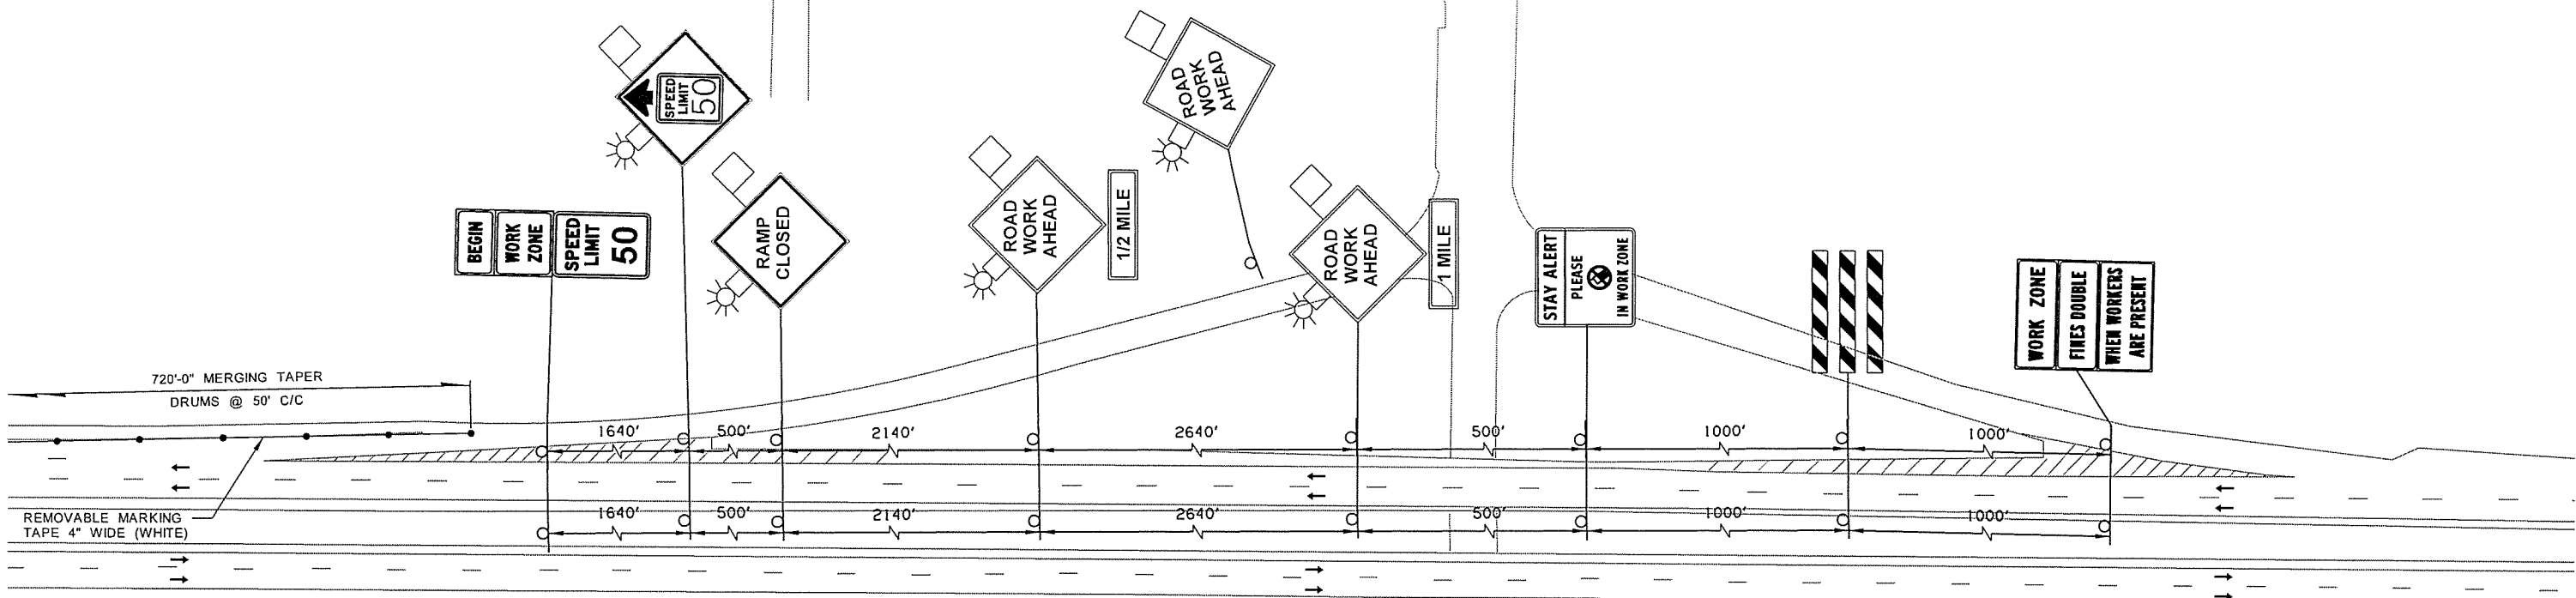 SPEED
LIMIT
50
ROAD
WORK
AHEAD
BEGIN
WORK
ZONE
SPEED
LIMIT
50
RAMP
CLOSED
ROAD
WORK
AHEAD
1/2 MILE
ROAD
WORK
AHEAD
1 MILE
STAY ALERT
PLEASE
IN WORK ZONE
WORK ZONE
FINES DOUBLE
WHEN WORKERS
ARE PRESENT
720'-0" MERGING TAPER
DRUMS @ 50' C/C
1640' 500' 2140' 2640' 500' 1000' 1000'
REMOVABLE MARKING
TAPE 4" WIDE (WHITE)
1640' 500' 2140' 2640' 500' 1000' 1000'